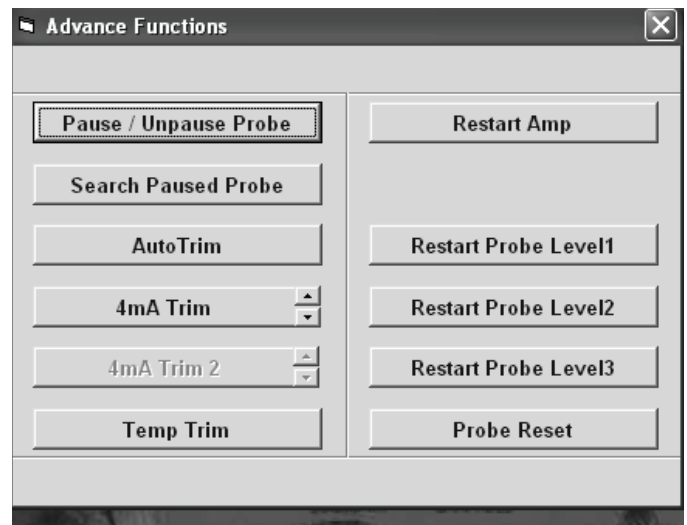 Advance Functions
Pause / Unpause Probe
Search Paused Probe
AutoTrim
4mA Trim
4mA Trim 2
Temp Trim
Restart Amp
Restart Probe Level1
Restart Probe Level2
Restart Probe Level3
Probe Reset